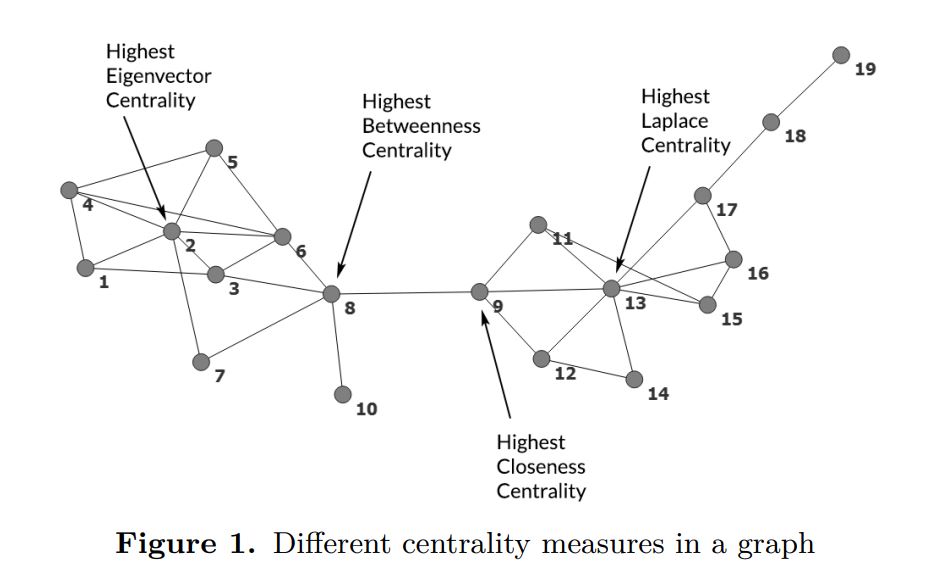 Highest
Eigenvector
Centrality
Highest
Betweenness
Centrality
Highest
Laplace
Centrality
19
18
5
4
17
2
6
11
1
3
16
8
9
13
15
7
12
14
10
Highest
Closeness
Centrality
Figure 1. Different centrality measures in a graph